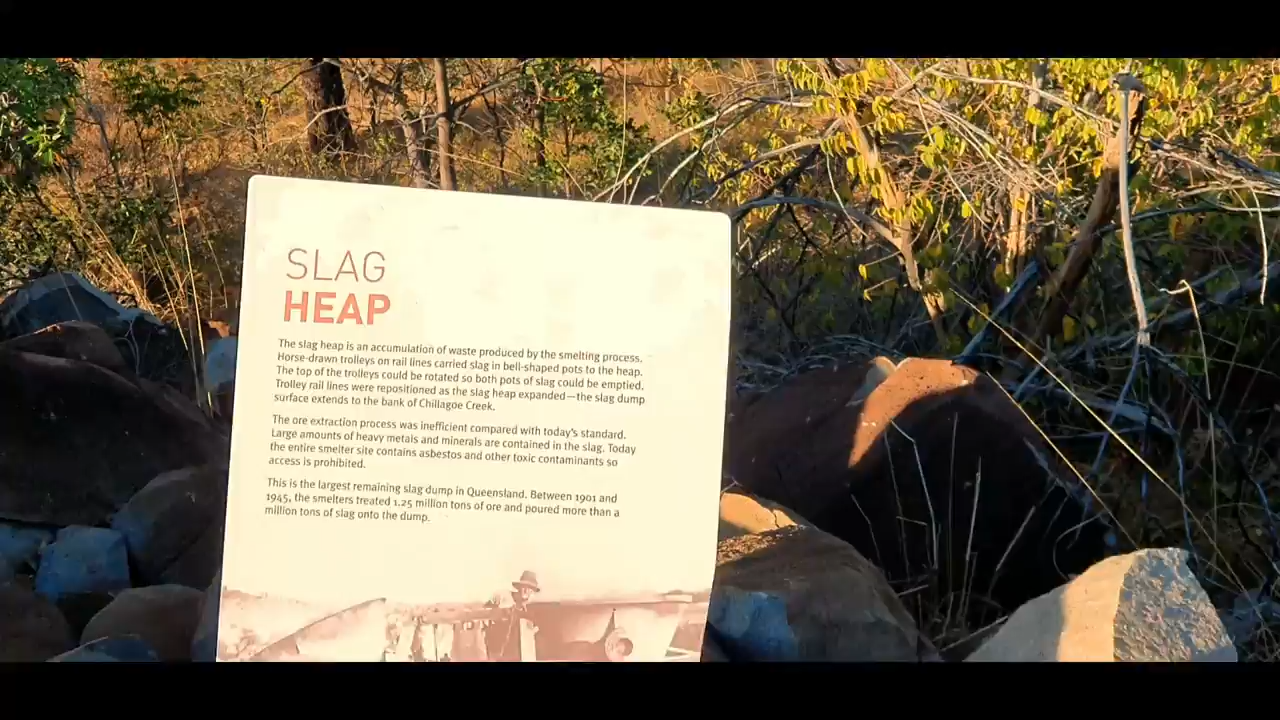 SLAG
HEAP
The slag heap is an accumulation of waste produced by the smelting process.
Horse-drawn trolleys on rail lines carried slag in bell-shaped pots to the heap.
The top of the trolleys could be rotated so both pots of slag could be emptied.
Trolley rail lines were repositioned as the slag heap expanded—the slag dump
surface extends to the bank of Chillagoe Creek.
The ore extraction process was inefficient compared with today's standard.
Large amounts of heavy metals and minerals are contained in the slag. Today
the entire smelter site contains asbestos and other toxic contaminants so
access is prohibited.
This is the largest remaining slag dump in Queensland. Between 1901 and
1945, the smelters treated 1.25 million tons of ore and poured more than a
million tons of slag onto the dump.